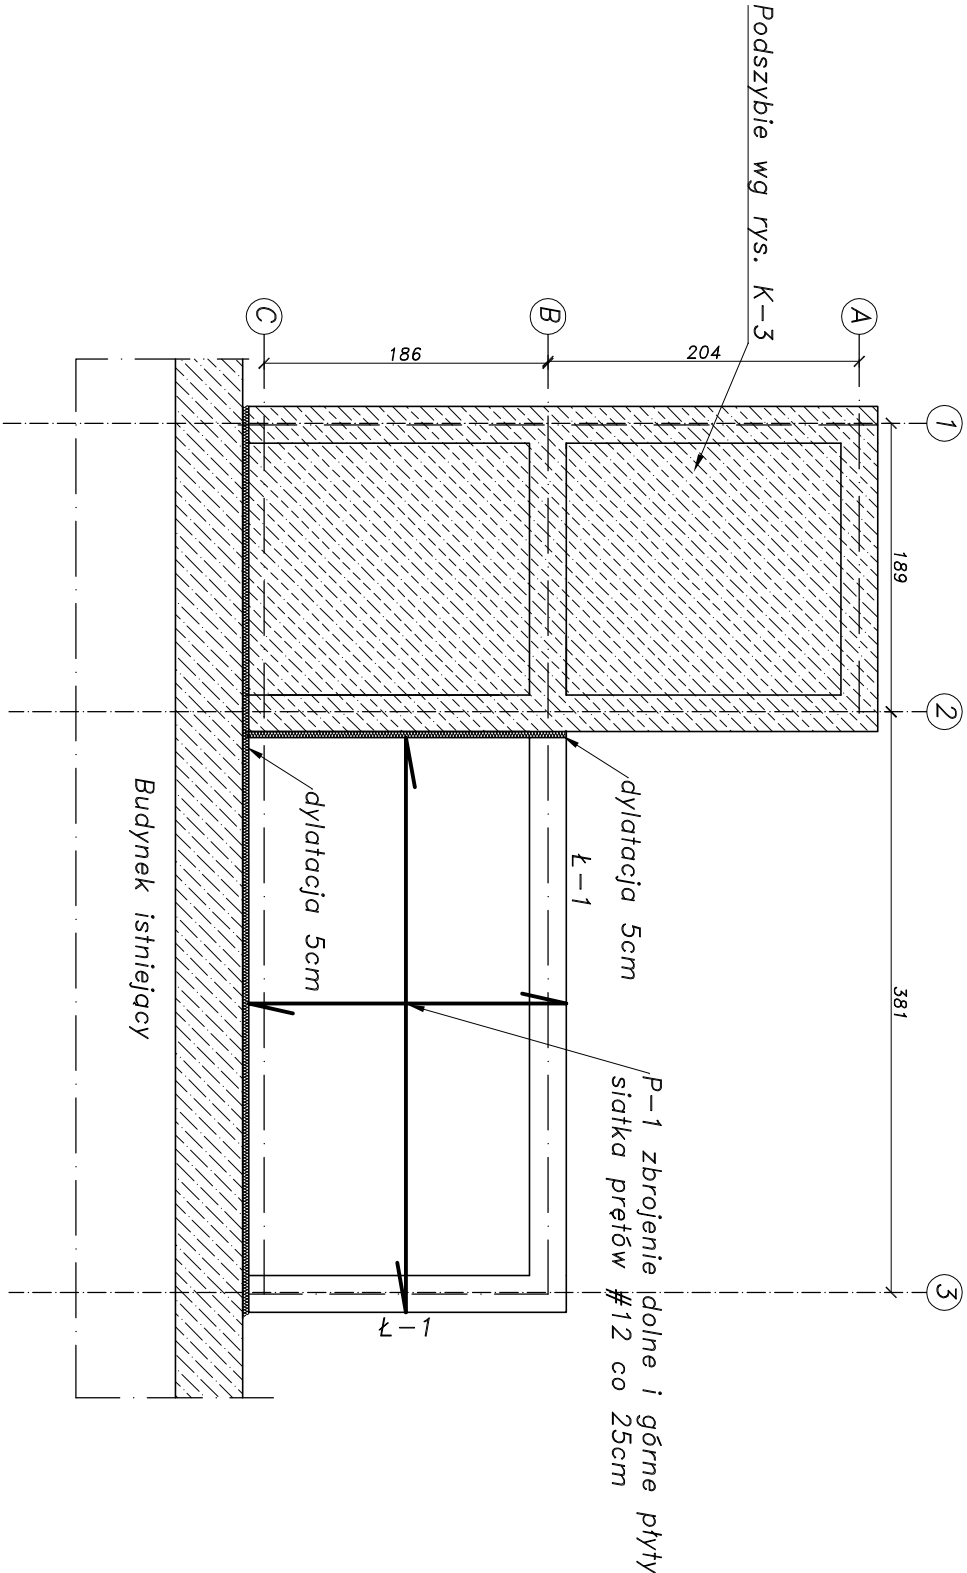 Podszybie wg rys. K-3
1
2
3
189
381
A
B
C
204
186
dylatacja 5cm
Ł-1
P-1 zbrojenie dolne i górne płyty
siatka prętów #12 co 25cm
dylatacja 5cm
Ł-1
Budynek istniejący